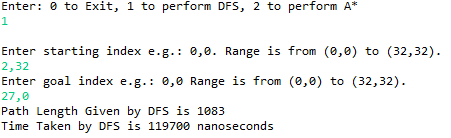 Enter: 0 to Exit, 1 to perform DFS, 2 to perform A*
1
Enter starting index e.g.: 0,0. Range is from (0,0) to (32,32).
2,32
Enter goal index e.g.: 0,0 Range is from (0,0) to (32,32).
27,0
Path Length Given by DFS is 1083
Time Taken by DFS is 119700 nanoseconds